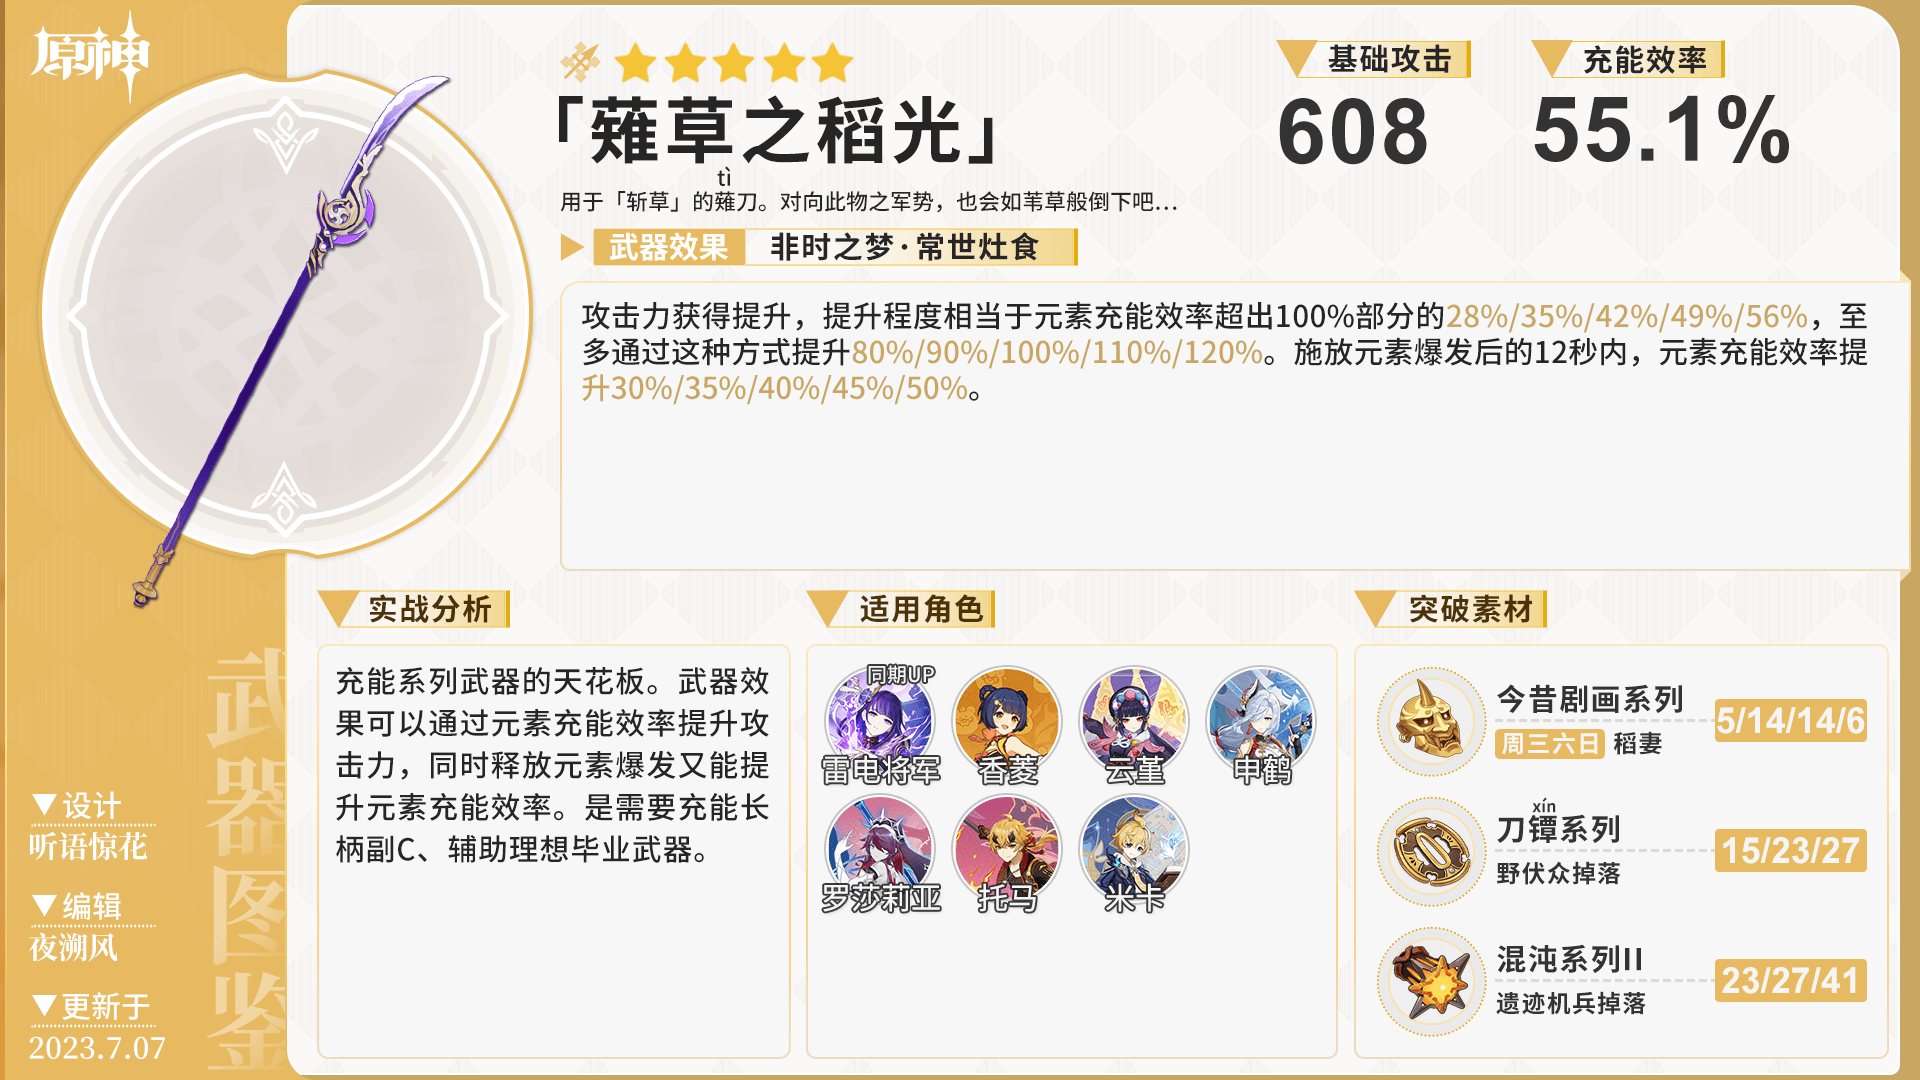 原神
「薙草之稻光」
tì
用于「斩草」的薙刀。对向此物之军势，也会如苇草般倒下吧…
基础攻击
608
充能效率
55.1%
武器效果 非时之梦·常世灶食
攻击力获得提升，提升程度相当于元素充能效率超出100%部分的28%/35%/42%/49%/56%，至
多通过这种方式提升80%/90%/100%/110%/120%。施放元素爆发后的12秒内，元素充能效率提
升30%/35%/40%/45%/50%。
实战分析
充能系列武器的天花板。武器效
果可以通过元素充能效率提升攻
击力，同时释放元素爆发又能提
升元素充能效率。是需要充能长
柄副C、辅助理想毕业武器。
适用角色
同期UP
雷电将军 香菱 云堇 申鹤
罗莎莉亚 托马 米卡
突破素材
今昔剧画系列
周三六日 稻妻
5/14/14/6
xín
刀镡系列
野伏众掉落
15/23/27
混沌系列II
遗迹机兵掉落
23/27/41
武器图鉴
▼设计
听语惊花
▼编辑
夜溯风
▼更新于
2023.7.07